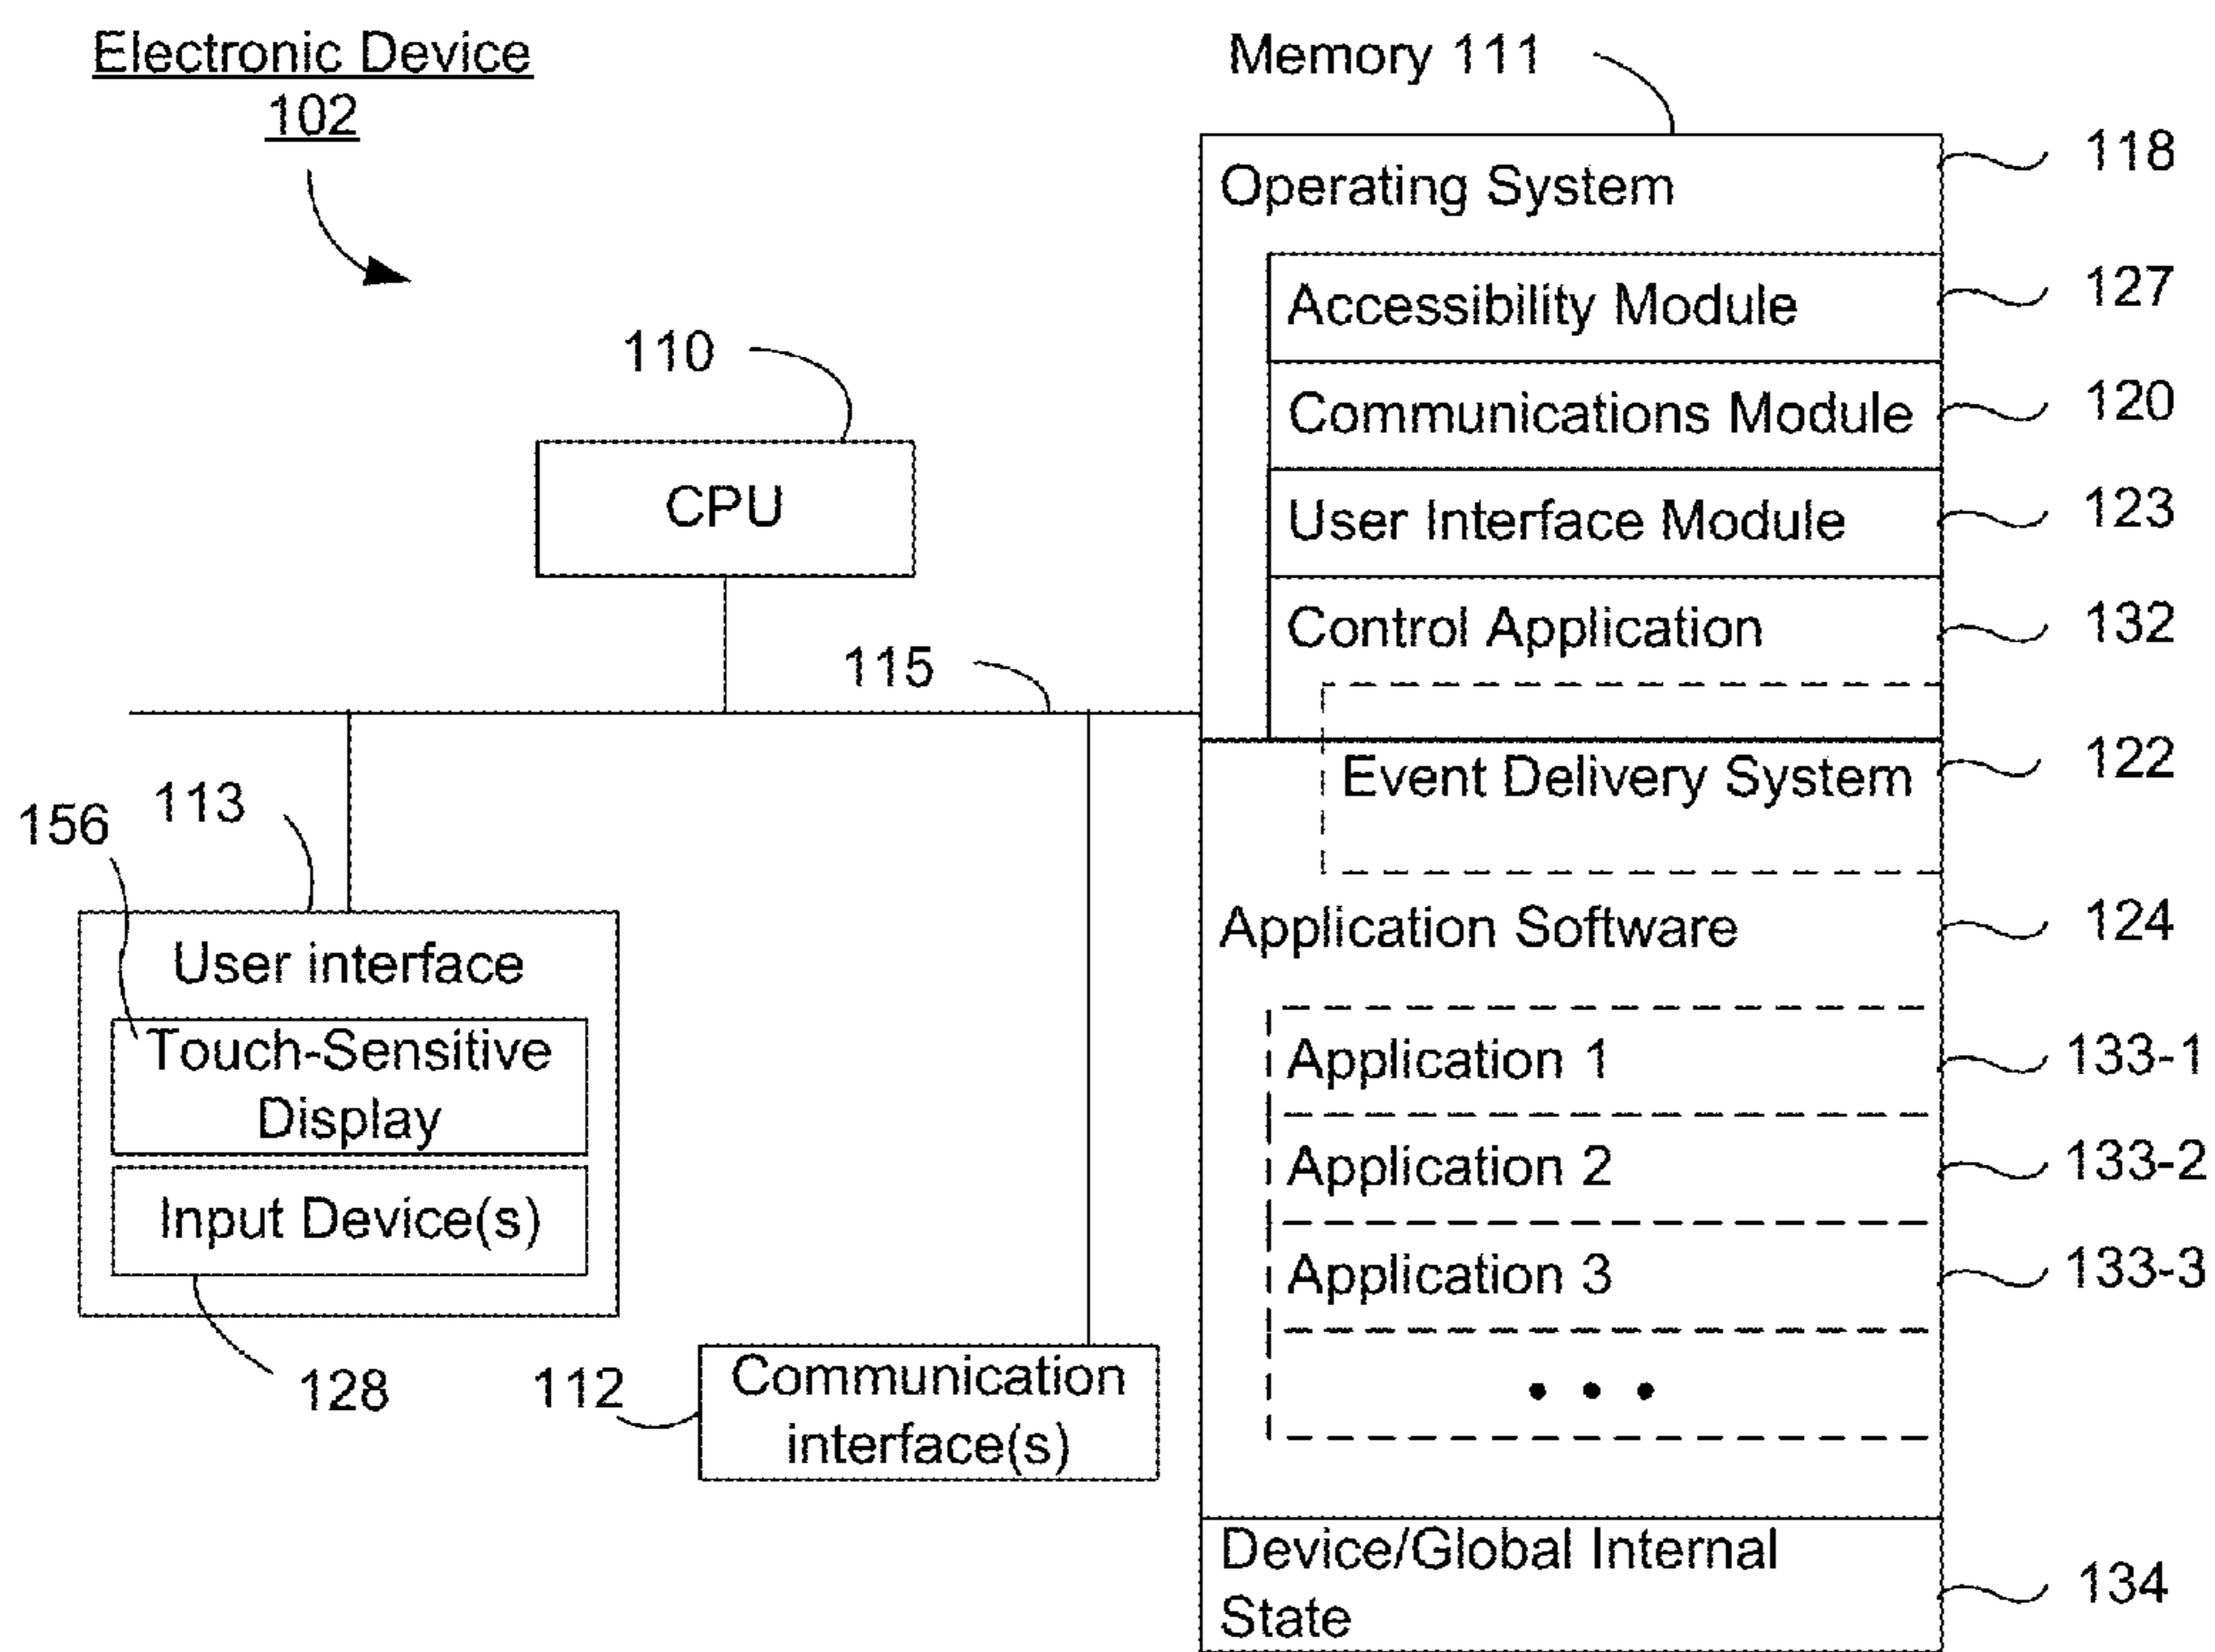 Electronic Device
102
Memory 111
118
Operating System
127
Accessibility Module
110
120
Communications Module
CPU
123
User Interface Module
132
Control Application
115
122
Event Delivery System
113
156
124
Application Software
User interface
Touch-Sensitive
Display
133-1
Application 1
133-2
Application 2
Input Device(s)
133-3
Application 3
128
112
Communication
interface(s)
• • •
Device/Global Internal
State
134